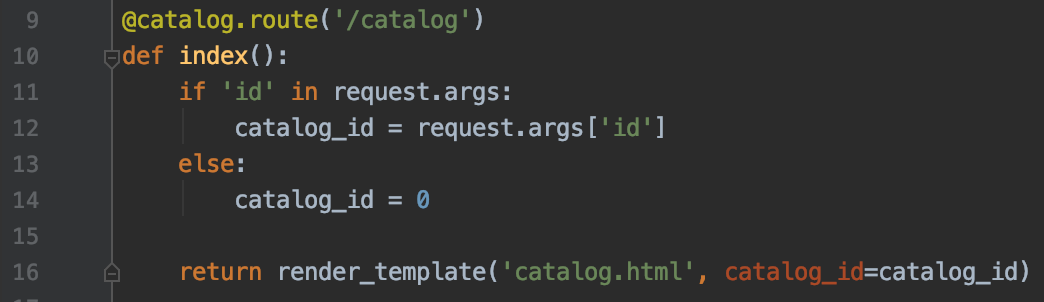 9 @catalog.route('/catalog')
10 def index():
11     if 'id' in request.args:
12         catalog_id = request.args['id']
13     else:
14         catalog_id = 0
15
16     return render_template('catalog.html', catalog_id=catalog_id)